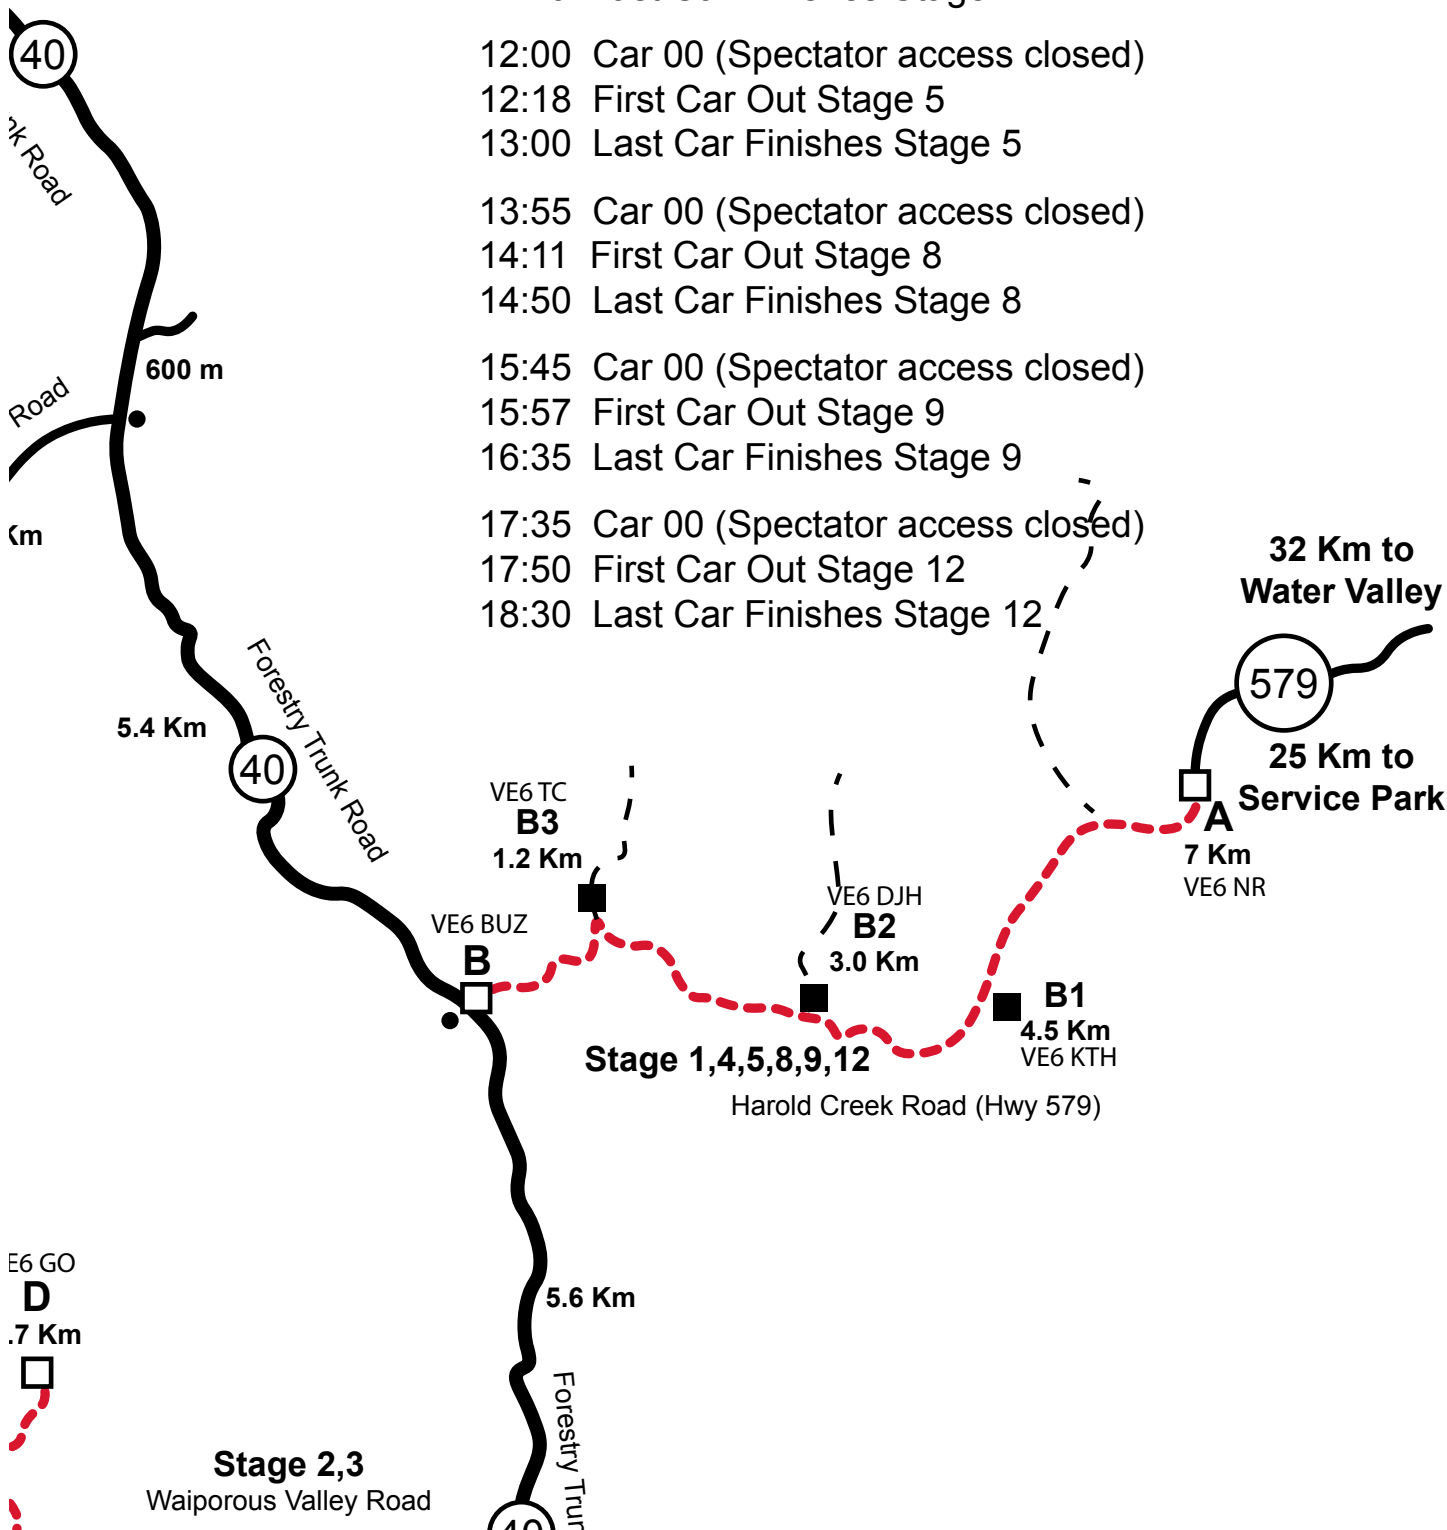 40
Road
12:00 Car 00 (Spectator access closed)
12:18 First Car Out Stage 5
13:00 Last Car Finishes Stage 5
13:55 Car 00 (Spectator access closed)
14:11 First Car Out Stage 8
14:50 Last Car Finishes Stage 8
15:45 Car 00 (Spectator access closed)
15:57 First Car Out Stage 9
16:35 Last Car Finishes Stage 9
17:35 Car 00 (Spectator access closed)
17:50 First Car Out Stage 12
18:30 Last Car Finishes Stage 12
600 m
Road
Km
32 Km to
Water Valley
579
25 Km to
Service Park
A
7 Km
VE6 NR
Forestry Trunk Road
5.4 Km
40
VE6 TC
B3
1.2 Km
VE6 DJH
B2
3.0 Km
VE6 BUZ
B
B1
4.5 Km
VE6 KTH
Stage 1,4,5,8,9,12
Harold Creek Road (Hwy 579)
E6 GO
D
.7 Km
5.6 Km
Forestry
Stage 2,3
Waiporous Valley Road
40